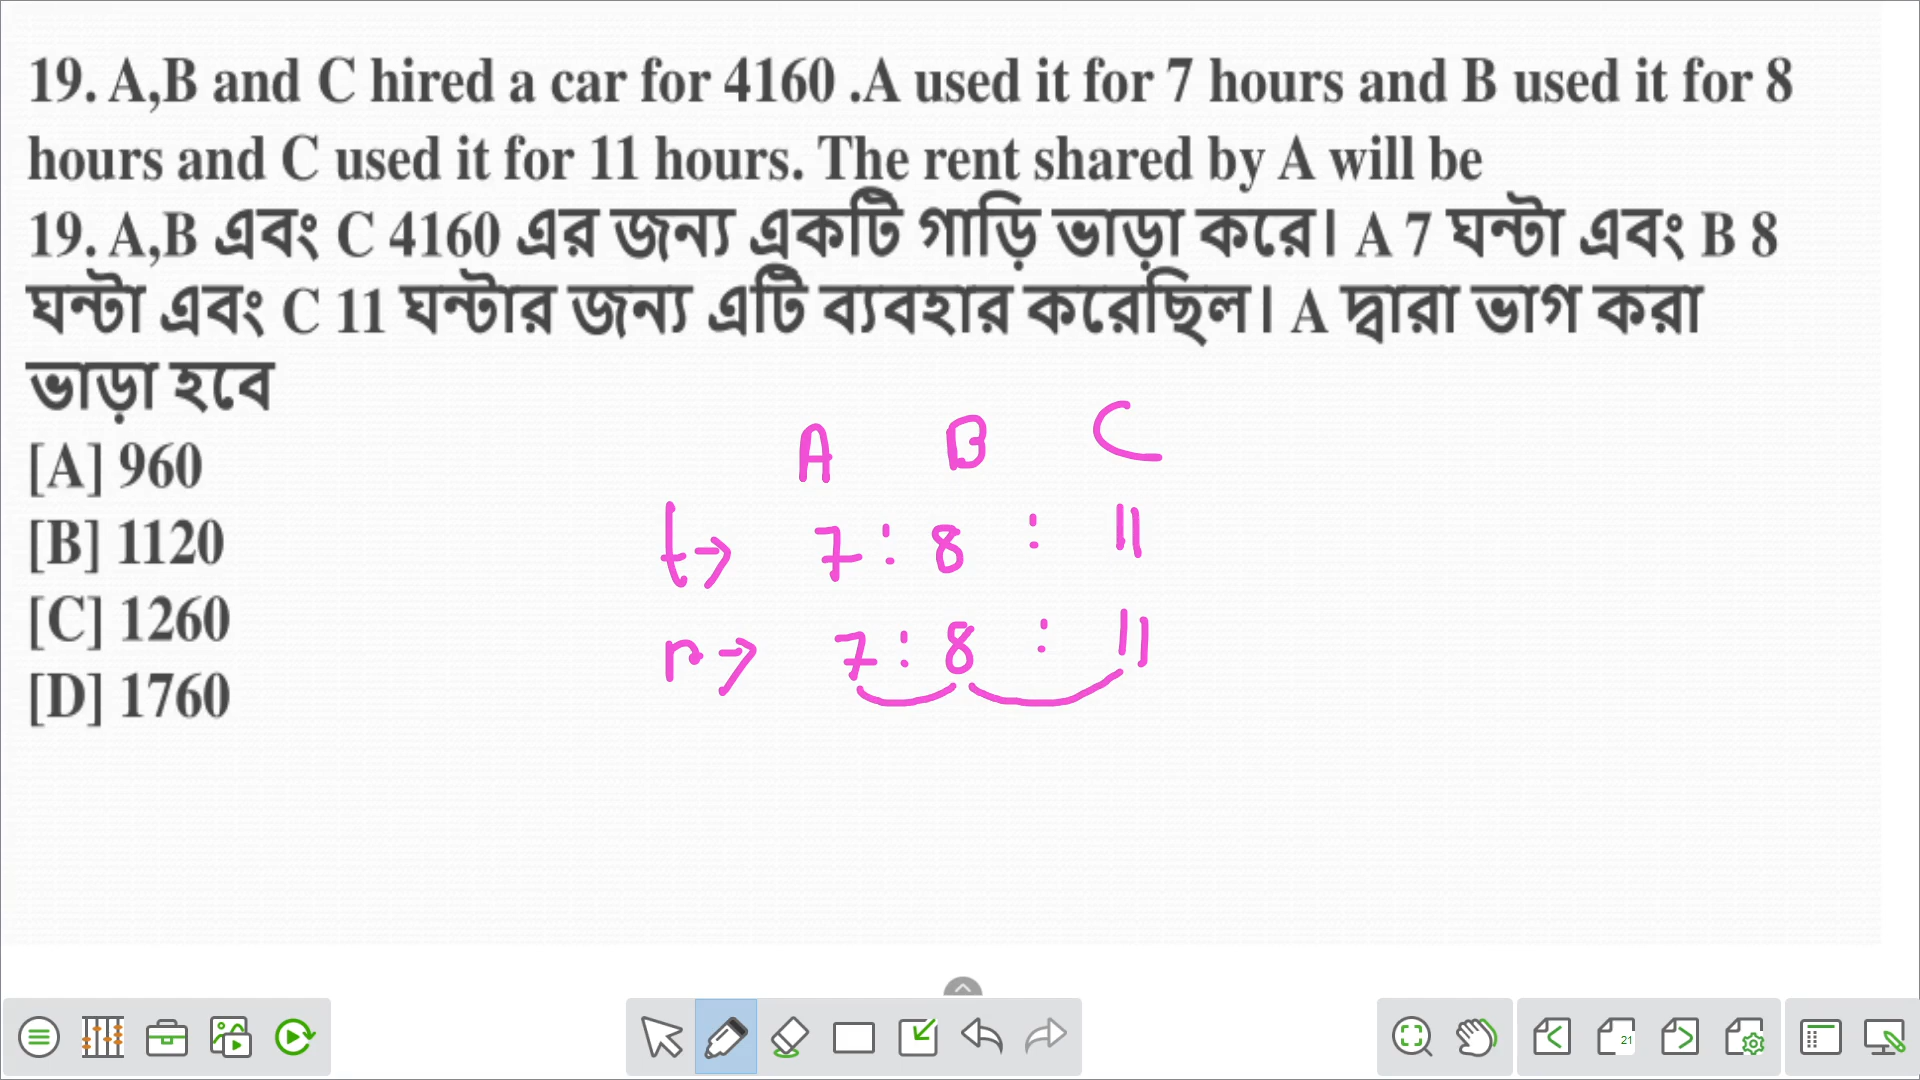 19. A,B and C hired a car for 4160 .A used it for 7 hours and B used it for 8
hours and C used it for 11 hours. The rent shared by A will be
19. A,B এবং C 4160 এর জন্য একটি গাড়ি ভাড়া করে। A 7 ঘন্টা এবং B 8
ঘন্টা এবং C 11 ঘন্টার জন্য এটি ব্যবহার করেছিল। A দ্বারা ভাগ করা
ভাড়া হবে
[A] 960
[B] 1120
[C] 1260
[D] 1760
A B C
t→ 7 : 8 : 11
r→ 7 : 8 : 11
21